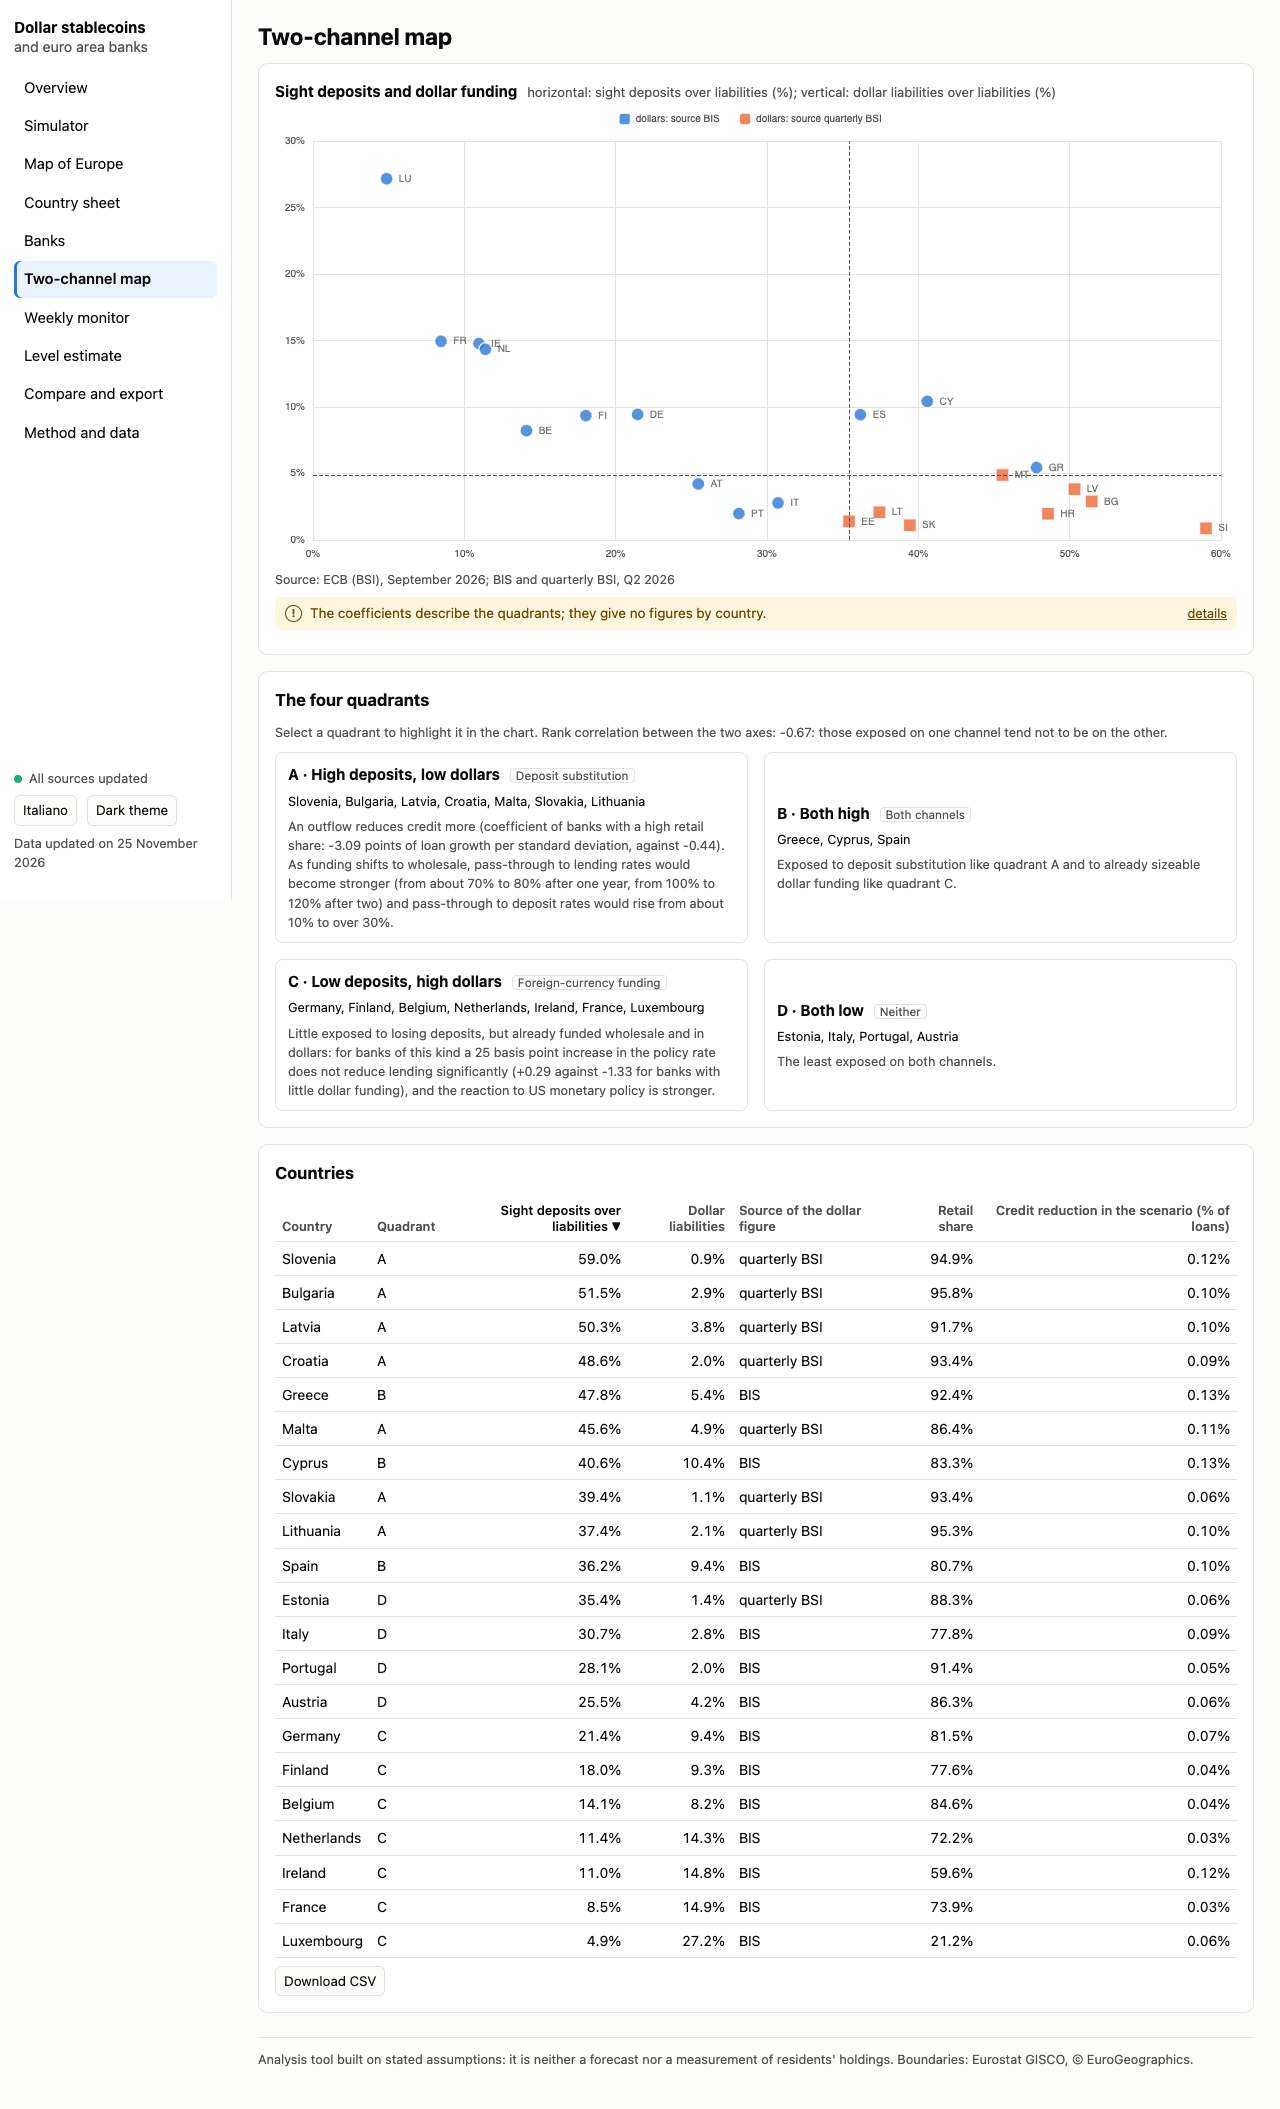 Dollar stablecoins
and euro area banks
Overview
Simulator
Map of Europe
Country sheet
Banks
Two-channel map
Weekly monitor
Level estimate
Compare and export
Method and data
All sources updated
Italiano
Dark theme
Data updated on 25 November
2026
Two-channel map
Sight deposits and dollar funding horizontal: sight deposits over liabilities (%); vertical: dollar liabilities over liabilities (%)
dollars: source BIS dollars: source quarterly BSI
30%
LU
25%
20%
15%
FR IE NL
10%
CY
FI DE ES
BE
5%
GR
MT
AT LV
IT BG
PT LT HR
EE SK SI
0%
0% 10% 20% 30% 40% 50% 60%
Source: ECB (BSI), September 2026; BIS and quarterly BSI, Q2 2026
! The coefficients describe the quadrants; they give no figures by country. details
The four quadrants
Select a quadrant to highlight it in the chart. Rank correlation between the two axes: -0.67: those exposed on one channel tend not to be on the other.
A · High deposits, low dollars Deposit substitution
Slovenia, Bulgaria, Latvia, Croatia, Malta, Slovakia, Lithuania
An outflow reduces credit more (coefficient of banks with a high retail
share: -3.09 points of loan growth per standard deviation, against -0.44).
As funding shifts to wholesale, pass-through to lending rates would
become stronger (from about 70% to 80% after one year, from 100% to
120% after two) and pass-through to deposit rates would rise from about
10% to over 30%.
B · Both high Both channels
Greece, Cyprus, Spain
Exposed to deposit substitution like quadrant A and to already sizeable
dollar funding like quadrant C.
C · Low deposits, high dollars Foreign-currency funding
Germany, Finland, Belgium, Netherlands, Ireland, France, Luxembourg
Little exposed to losing deposits, but already funded wholesale and in
dollars: for banks of this kind a 25 basis point increase in the policy rate
does not reduce lending significantly (+0.29 against -1.33 for banks with
little dollar funding), and the reaction to US monetary policy is stronger.
D · Both low Neither
Estonia, Italy, Portugal, Austria
The least exposed on both channels.
Countries
Country Quadrant Sight deposits over liabilities ▼ Dollar liabilities Source of the dollar figure Retail share Credit reduction in the scenario (% of loans)
Slovenia A 59.0% 0.9% quarterly BSI 94.9% 0.12%
Bulgaria A 51.5% 2.9% quarterly BSI 95.8% 0.10%
Latvia A 50.3% 3.8% quarterly BSI 91.7% 0.10%
Croatia A 48.6% 2.0% quarterly BSI 93.4% 0.09%
Greece B 47.8% 5.4% BIS 92.4% 0.13%
Malta A 45.6% 4.9% quarterly BSI 86.4% 0.11%
Cyprus B 40.6% 10.4% BIS 83.3% 0.13%
Slovakia A 39.4% 1.1% quarterly BSI 93.4% 0.06%
Lithuania A 37.4% 2.1% quarterly BSI 95.3% 0.10%
Spain B 36.2% 9.4% BIS 80.7% 0.10%
Estonia D 35.4% 1.4% quarterly BSI 88.3% 0.06%
Italy D 30.7% 2.8% BIS 77.8% 0.09%
Portugal D 28.1% 2.0% BIS 91.4% 0.05%
Austria D 25.5% 4.2% BIS 86.3% 0.06%
Germany C 21.4% 9.4% BIS 81.5% 0.07%
Finland C 18.0% 9.3% BIS 77.6% 0.04%
Belgium C 14.1% 8.2% BIS 84.6% 0.04%
Netherlands C 11.4% 14.3% BIS 72.2% 0.03%
Ireland C 11.0% 14.8% BIS 59.6% 0.12%
France C 8.5% 14.9% BIS 73.9% 0.03%
Luxembourg C 4.9% 27.2% BIS 21.2% 0.06%
Download CSV
Analysis tool built on stated assumptions: it is neither a forecast nor a measurement of residents' holdings. Boundaries: Eurostat GISCO, © EuroGeographics.